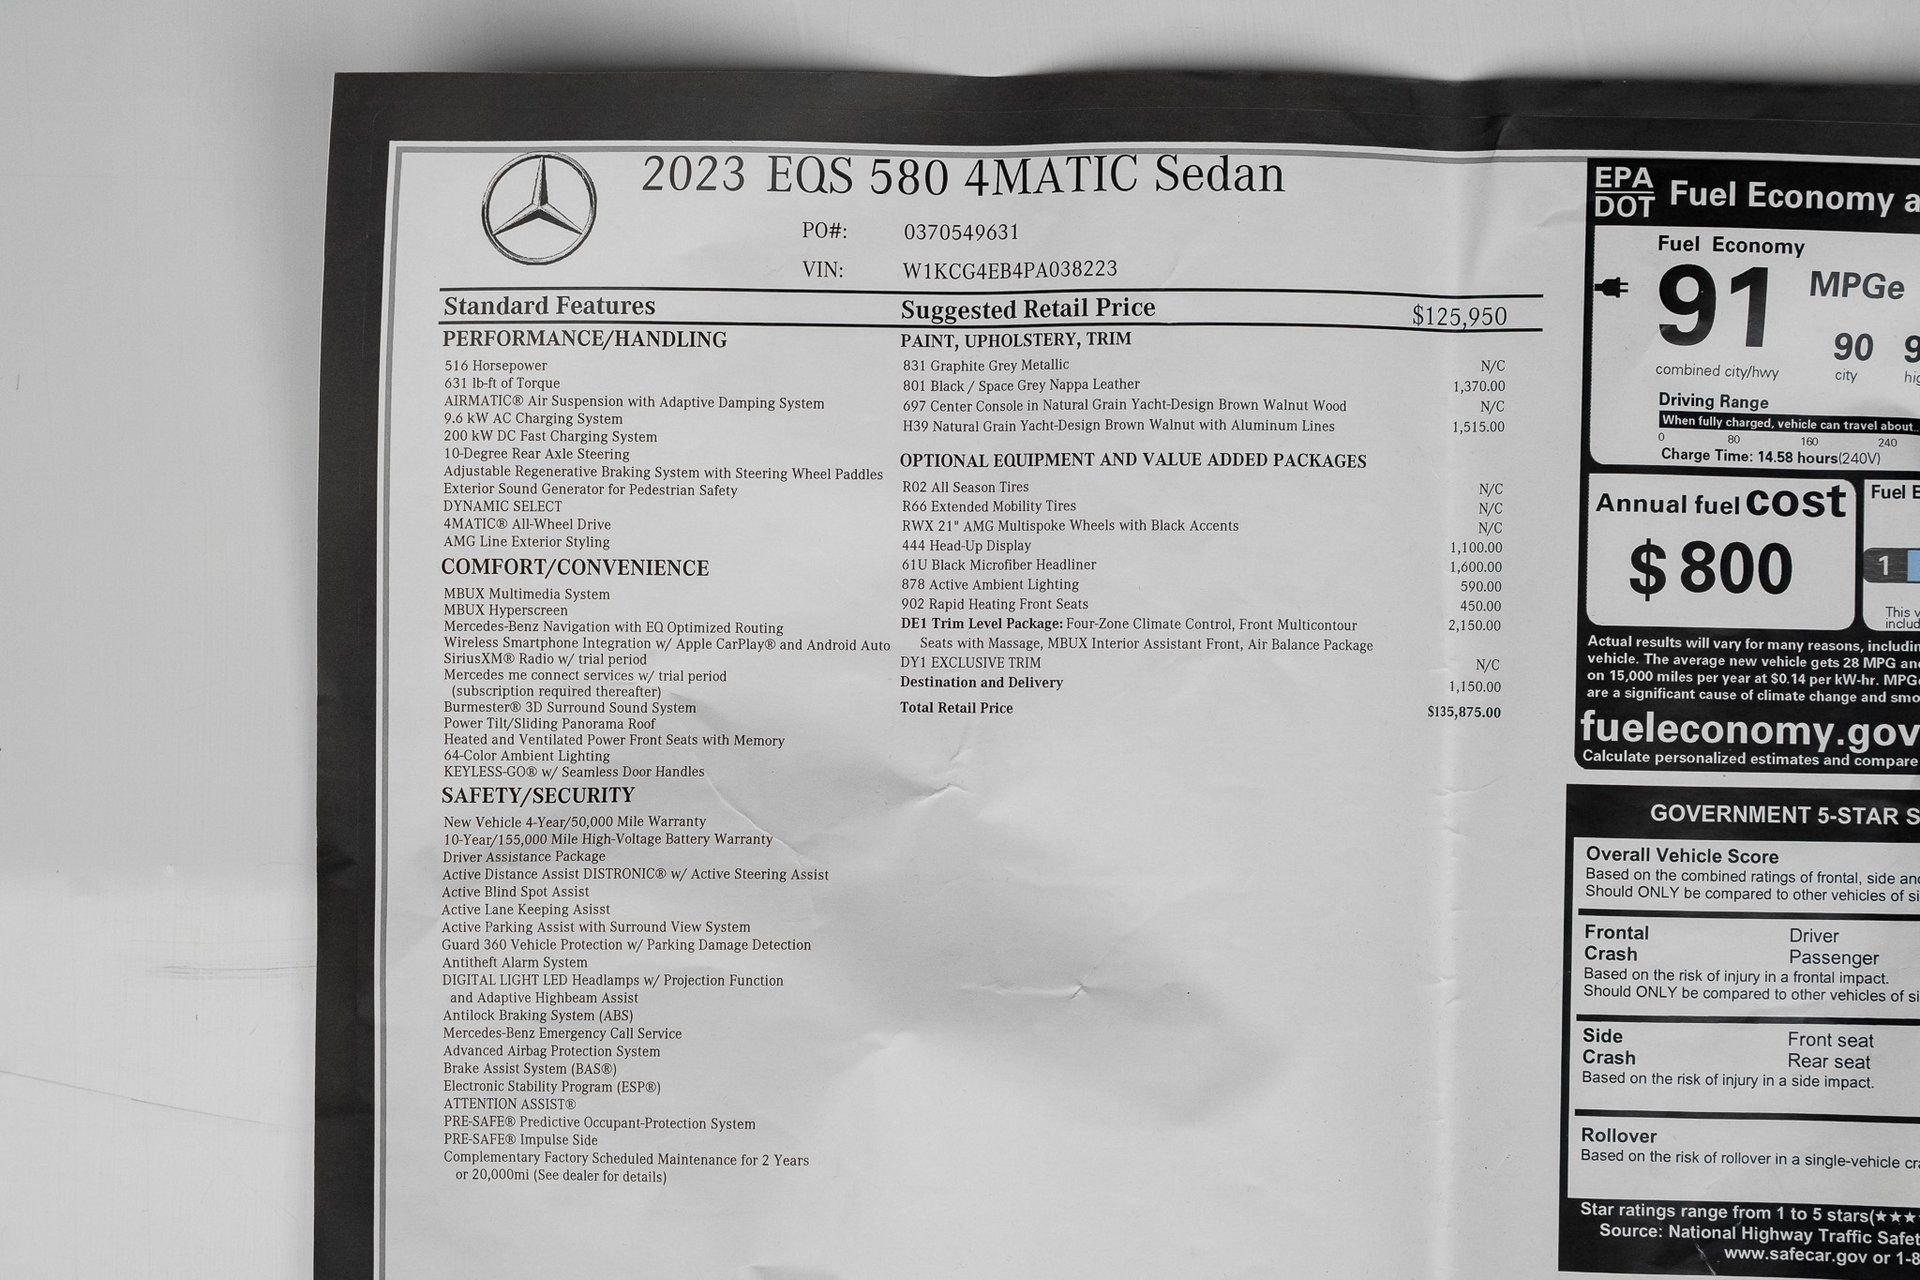 2023 EQS 580 4MATIC Sedan
PO#: 0370549631
VIN: W1KCG4EB4PA038223
Standard Features
PERFORMANCE/HANDLING
516 Horsepower
631 lb-ft of Torque
AIRMATIC® Air Suspension with Adaptive Damping System
9.6 kW AC Charging System
200 kW DC Fast Charging System
10-Degree Rear Axle Steering
Adjustable Regenerative Braking System with Steering Wheel Paddles
Exterior Sound Generator for Pedestrian Safety
DYNAMIC SELECT
4MATIC® All-Wheel Drive
AMG Line Exterior Styling
COMFORT/CONVENIENCE
MBUX Multimedia System
MBUX Hyperscreen
Mercedes-Benz Navigation with EQ Optimized Routing
Wireless Smartphone Integration w/ Apple CarPlay® and Android Auto
SiriusXM® Radio w/ trial period
Mercedes me connect services w/ trial period
(subscription required thereafter)
Burmester® 3D Surround Sound System
Power Tilt/Sliding Panorama Roof
Heated and Ventilated Power Front Seats with Memory
64-Color Ambient Lighting
KEYLESS-GO® w/ Seamless Door Handles
SAFETY/SECURITY
New Vehicle 4-Year/50,000 Mile Warranty
10-Year/155,000 Mile High-Voltage Battery Warranty
Driver Assistance Package
Active Distance Assist DISTRONIC® w/ Active Steering Assist
Active Blind Spot Assist
Active Lane Keeping Asisst
Active Parking Assist with Surround View System
Guard 360 Vehicle Protection w/ Parking Damage Detection
Antitheft Alarm System
DIGITAL LIGHT LED Headlamps w/ Projection Function
and Adaptive Highbeam Assist
Antilock Braking System (ABS)
Mercedes-Benz Emergency Call Service
Advanced Airbag Protection System
Brake Assist System (BAS®)
Electronic Stability Program (ESP®)
ATTENTION ASSIST®
PRE-SAFE® Predictive Occupant-Protection System
PRE-SAFE® Impulse Side
Complementary Factory Scheduled Maintenance for 2 Years
or 20,000mi (See dealer for details)
Suggested Retail Price $125,950
PAINT, UPHOLSTERY, TRIM
831 Graphite Grey Metallic N/C
801 Black / Space Grey Nappa Leather 1,370.00
697 Center Console in Natural Grain Yacht-Design Brown Walnut Wood N/C
H39 Natural Grain Yacht-Design Brown Walnut with Aluminum Lines 1,515.00
OPTIONAL EQUIPMENT AND VALUE ADDED PACKAGES
R02 All Season Tires N/C
R66 Extended Mobility Tires N/C
RWX 21" AMG Multispoke Wheels with Black Accents N/C
444 Head-Up Display 1,100.00
61U Black Microfiber Headliner 1,600.00
878 Active Ambient Lighting 590.00
902 Rapid Heating Front Seats 450.00
DE1 Trim Level Package: Four-Zone Climate Control, Front Multicontour 2,150.00
Seats with Massage, MBUX Interior Assistant Front, Air Balance Package
DY1 EXCLUSIVE TRIM N/C
Destination and Delivery 1,150.00
Total Retail Price $135,875.00
EPA
DOT
Fuel Economy a
Fuel Economy
91 MPGe
90 9
combined city/hwy city hig
Driving Range
When fully charged, vehicle can travel about...
0 80 160 240
Charge Time: 14.58 hours(240V)
Annual fuel cost
$800
Fuel E
1
This v
includ
Actual results will vary for many reasons, includin
vehicle. The average new vehicle gets 28 MPG an
on 15,000 miles per year at $0.14 per kW-hr. MPG
are a significant cause of climate change and smo
fueleconomy.gov
Calculate personalized estimates and compare
GOVERNMENT 5-STAR S
Overall Vehicle Score
Based on the combined ratings of frontal, side and
Should ONLY be compared to other vehicles of si
Frontal Driver
Crash Passenger
Based on the risk of injury in a frontal impact.
Should ONLY be compared to other vehicles of si
Side Front seat
Crash Rear seat
Based on the risk of injury in a side impact.
Rollover
Based on the risk of rollover in a single-vehicle cra
Star ratings range from 1 to 5 stars(★★★
Source: National Highway Traffic Safet
www.safecar.gov or 1-8